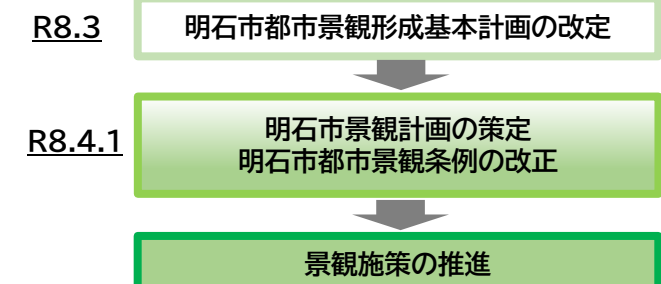 R8.3
明石市都市景観形成基本計画の改定
R8.4.1
明石市景観計画の策定
明石市都市景観条例の改正
景観施策の推進